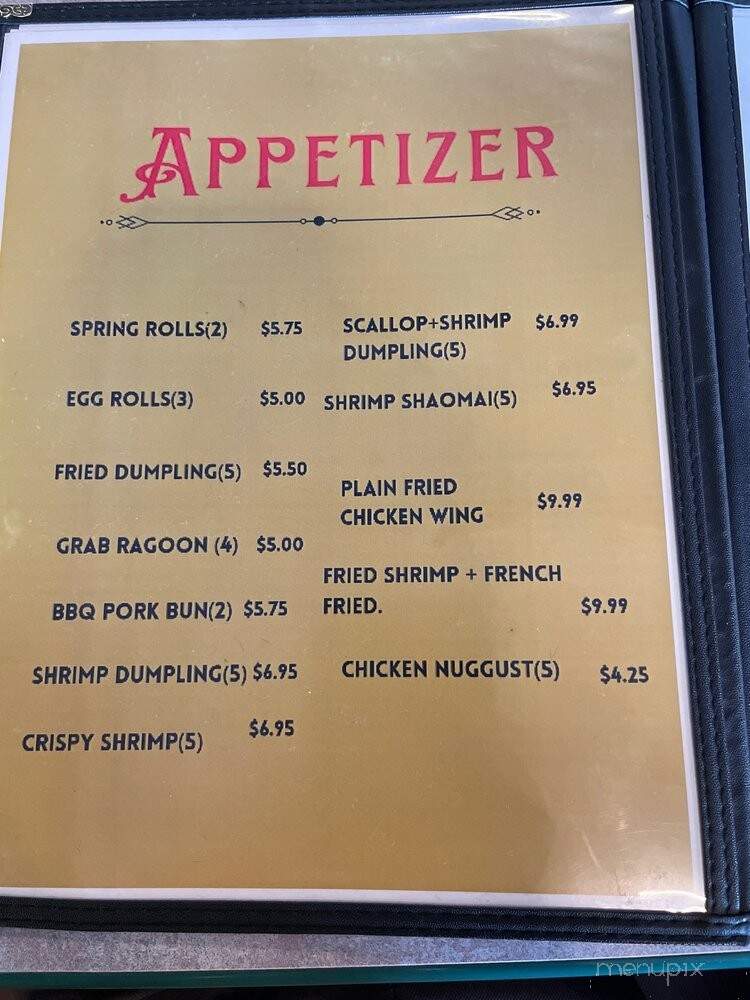 APPETIZER
SPRING ROLLS(2) $5.75
EGG ROLLS(3) $5.00
FRIED DUMPLING(5) $5.50
GRAB RAGOON (4) $5.00
BBQ PORK BUN(2) $5.75
SHRIMP DUMPLING(5) $6.95
CRISPY SHRIMP(5) $6.95
SCALLOP+SHRIMP $6.99
DUMPLING(5)
SHRIMP SHAOMAI(5) $6.95
PLAIN FRIED
CHICKEN WING $9.99
FRIED SHRIMP + FRENCH
FRIED. $9.99
CHICKEN NUGGUST(5) $4.25
menupix